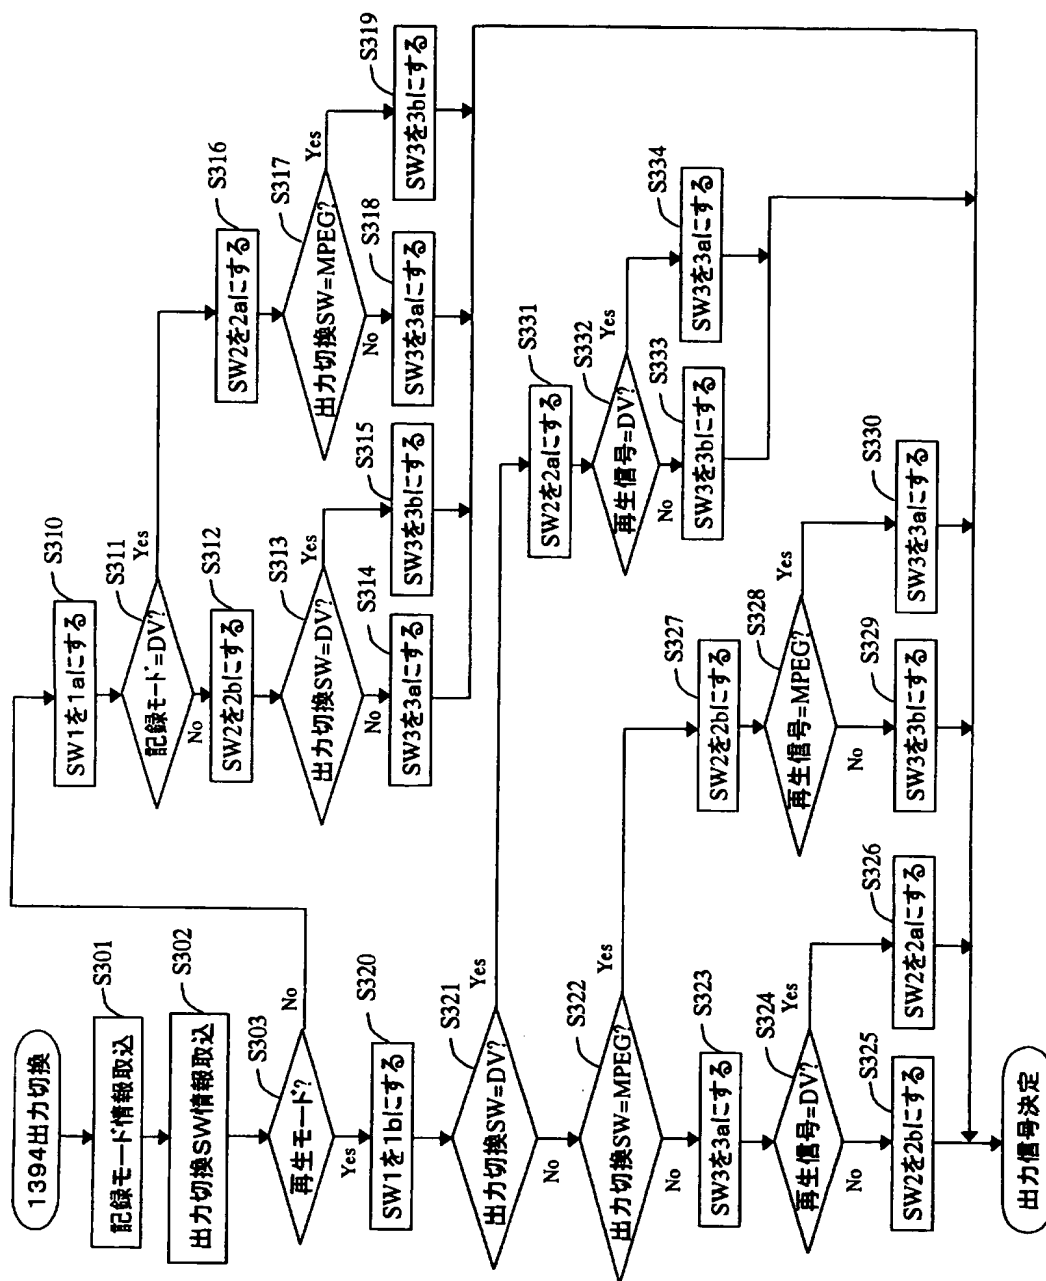 1394出力切換
S301
記録モード情報取込
S302
出力切換SW情報取込
S303
再生モード?
No
Yes
S310
SW1を1aにする
S311
記録モード=DV?
Yes
No
S312
SW2を2bにする
S313
出力切換SW=DV?
Yes
No
S314
SW3を3aにする
S315
SW3を3bにする
S316
SW2を2aにする
S317
出力切換SW=MPEG?
Yes
No
S318
SW3を3aにする
S319
SW3を3bにする
S320
SW1を1bにする
S321
出力切換SW=DV?
Yes
No
S322
出力切換SW=MPEG?
Yes
No
S323
SW3を3aにする
S324
再生信号=DV?
Yes
No
S325
SW2を2bにする
S326
SW2を2aにする
S327
SW2を2bにする
S328
再生信号=MPEG?
Yes
No
S329
SW3を3bにする
S330
SW3を3aにする
S331
SW2を2aにする
S332
再生信号=DV?
Yes
No
S333
SW3を3bにする
S334
SW3を3aにする
出力信号決定